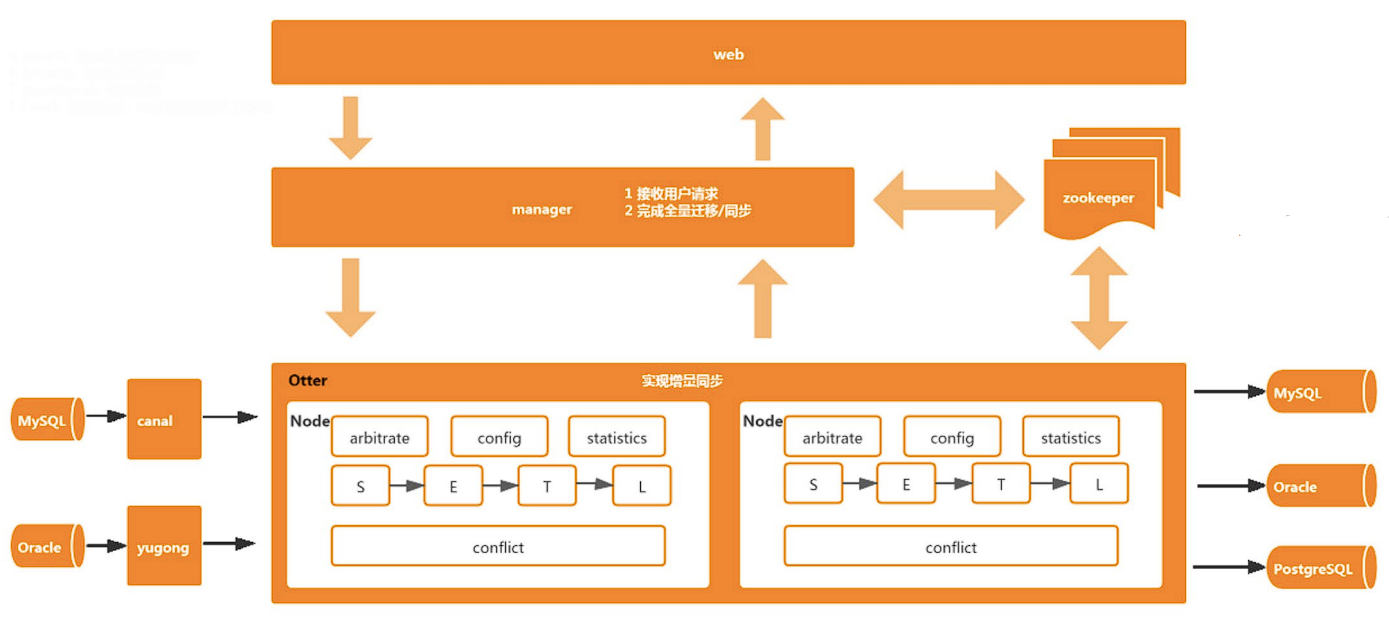 web
manager
1 接收用户请求
2 完成全量迁移/同步
zookeeper
Otter
实现增量同步
MySQL
canal
Oracle
yugong
Node
arbitrate
config
statistics
S
E
T
L
conflict
Node
arbitrate
config
statistics
S
E
T
L
conflict
MySQL
Oracle
PostgreSQL